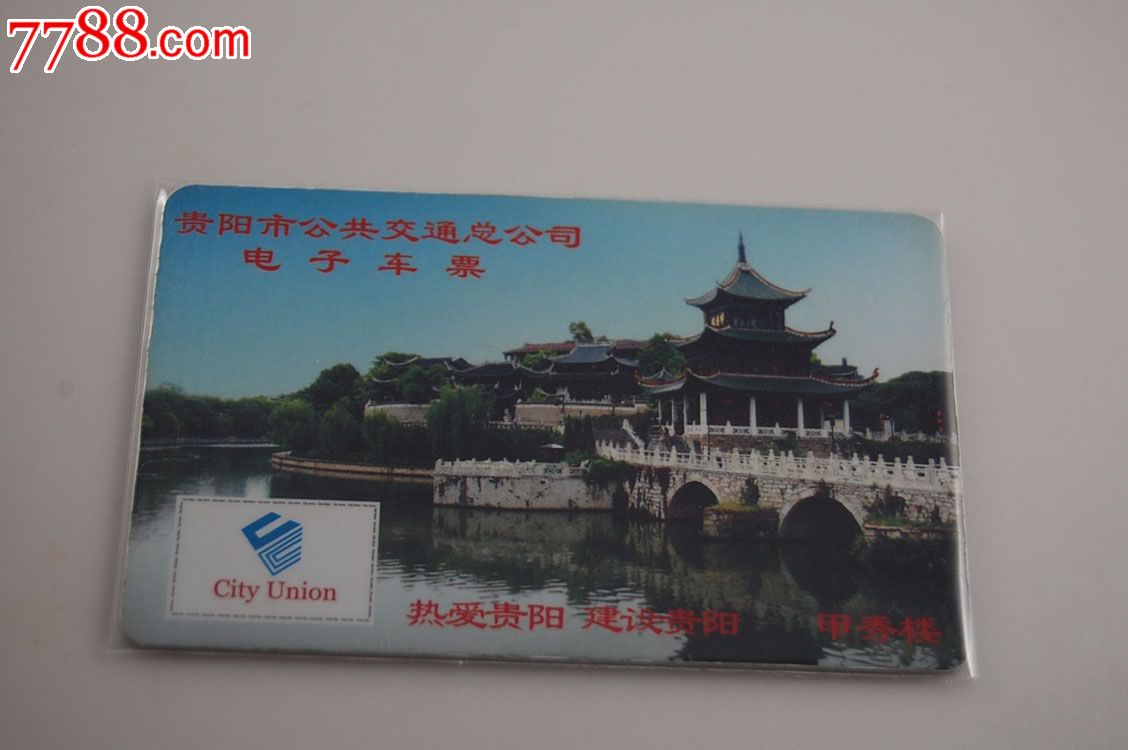 7788.com
贵阳市公共交通总公司
电子车票
City Union
热爱贵阳 建设贵阳 甲秀楼